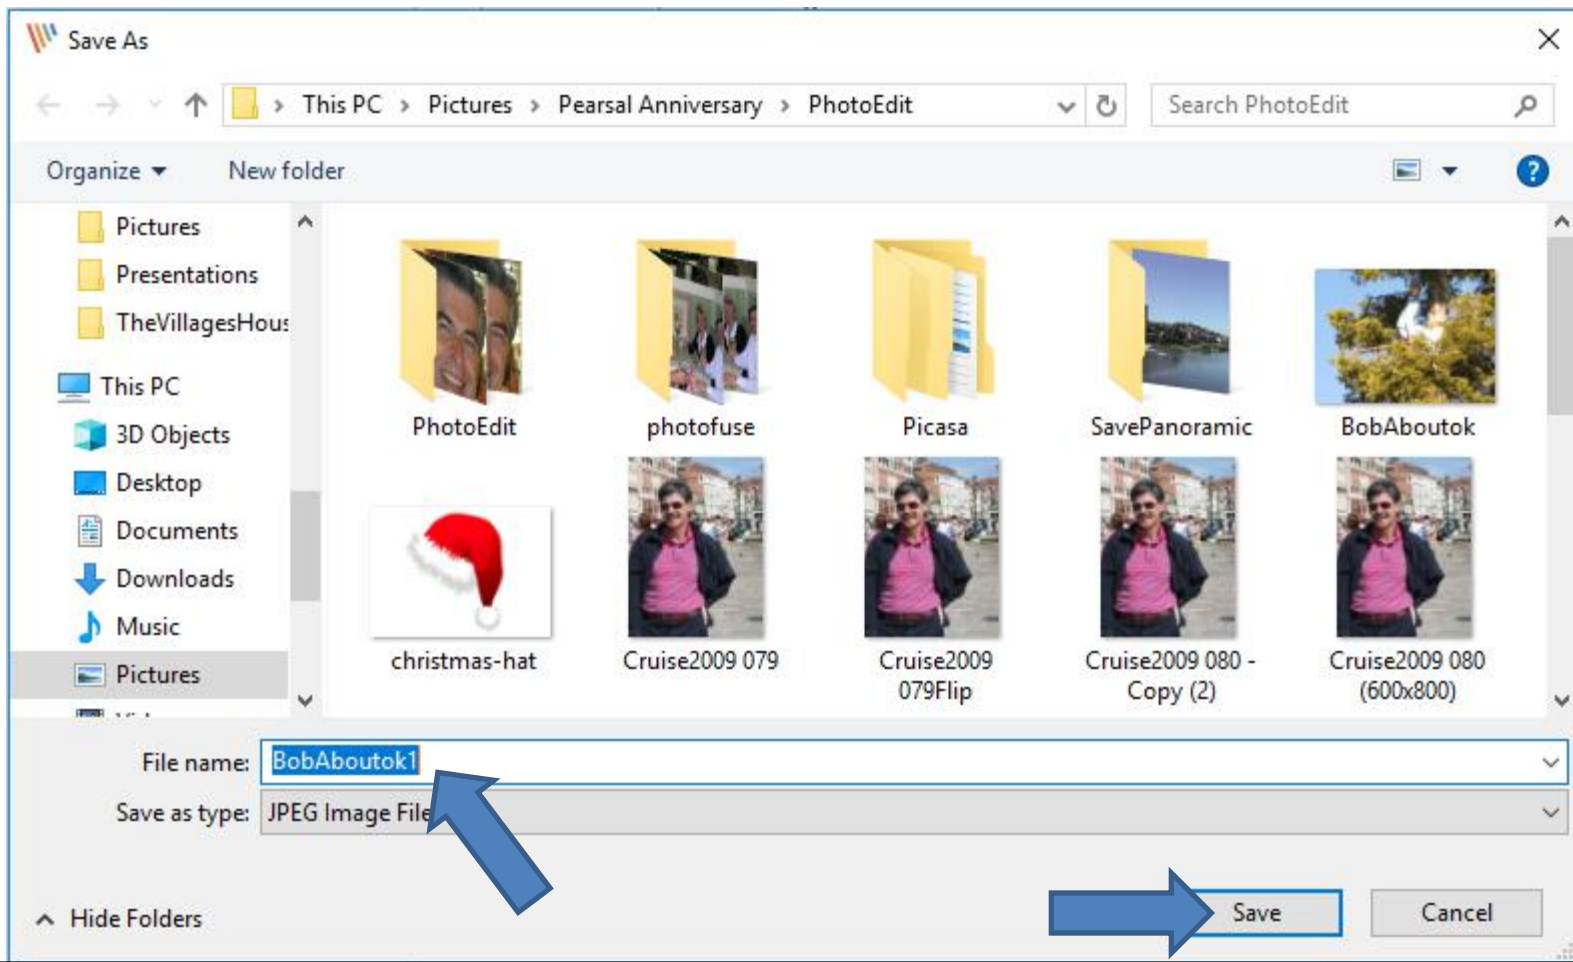 Save As
This PC > Pictures > Pearsal Anniversary > PhotoEdit
Search PhotoEdit
Organize
New folder
Pictures
Presentations
TheVillagesHous
This PC
3D Objects
Desktop
Documents
Downloads
Music
Pictures
PhotoEdit
photofuse
Picasa
SavePanoramic
BobAboutok
christmas-hat
Cruise2009 079
Cruise2009
079Flip
Cruise2009 080 -
Copy (2)
Cruise2009 080
(600x800)
File name: BobAboutok1
Save as type: JPEG Image File
Hide Folders
Save
Cancel